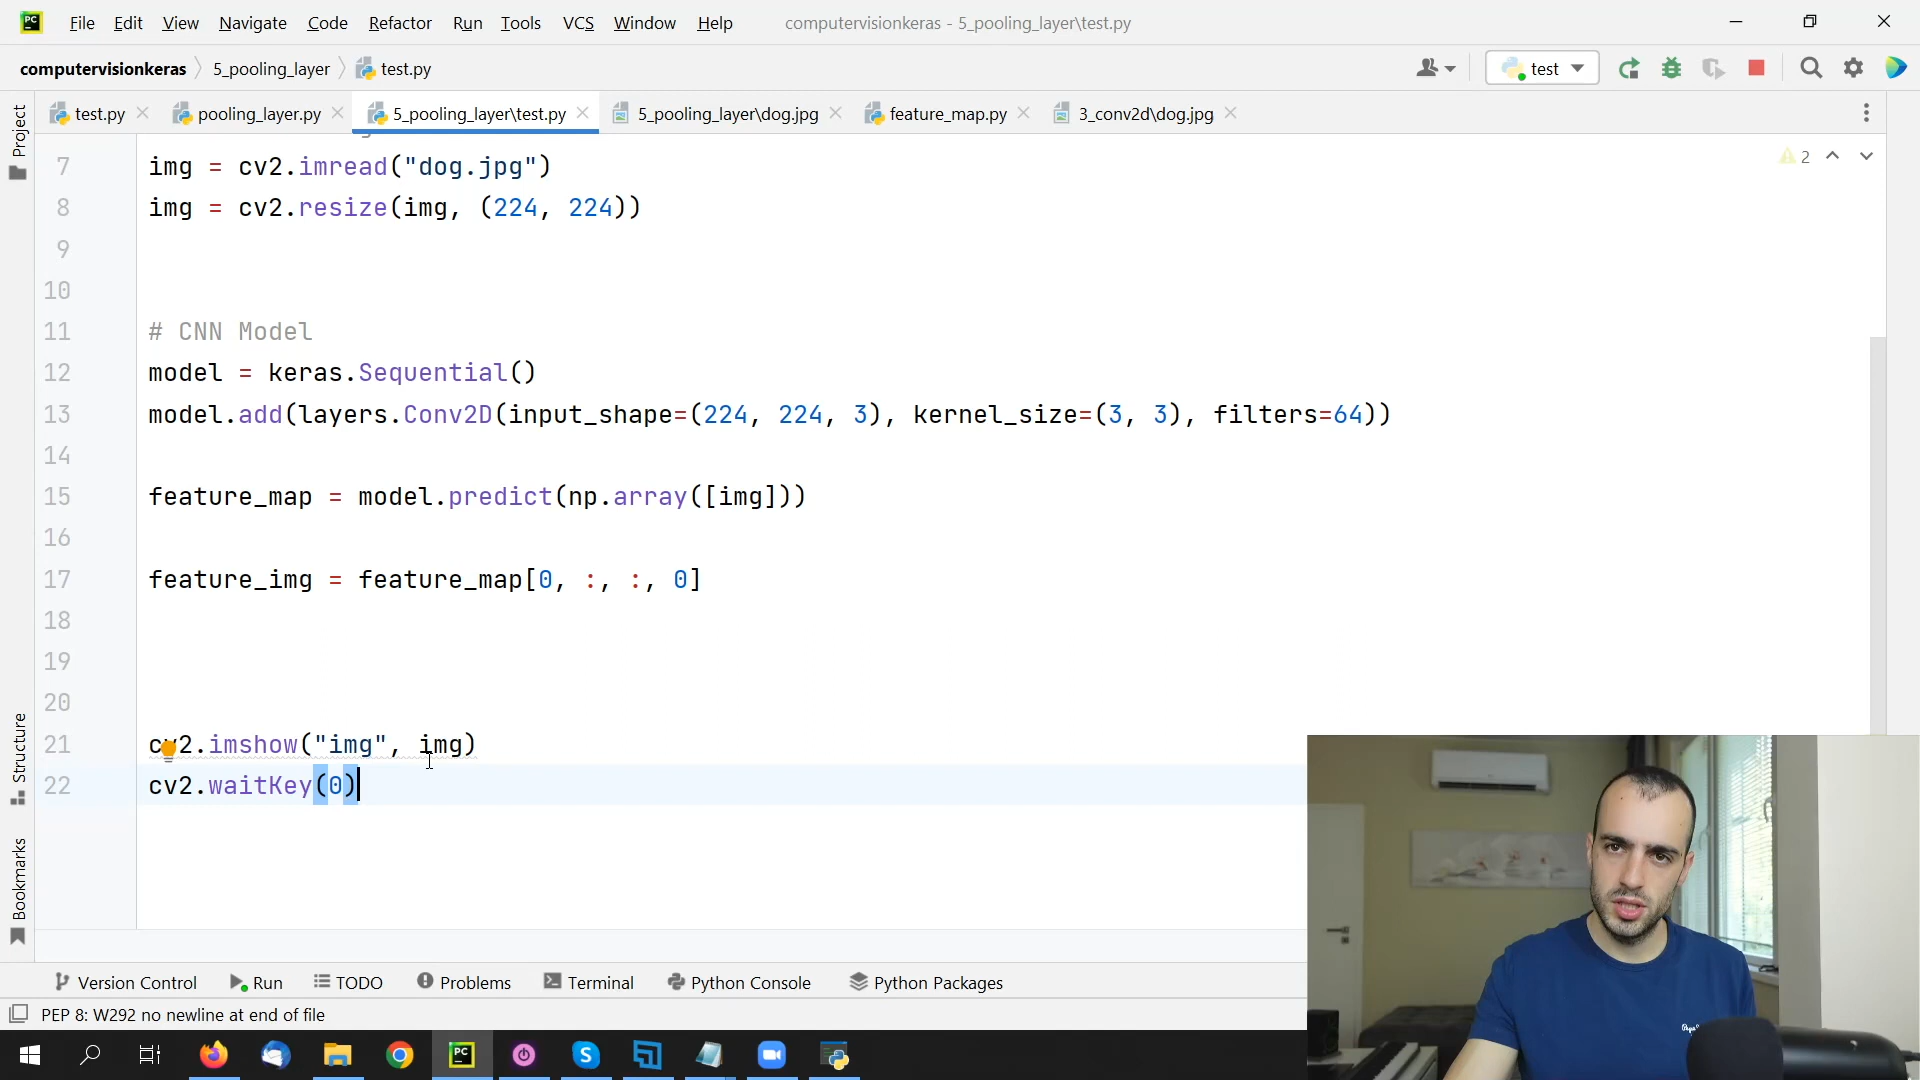 PC File Edit View Navigate Code Refactor Run Tools VCS Window Help computervisionkeras - 5_pooling_layer\test.py
computervisionkeras 5_pooling_layer test.py test
test.py pooling_layer.py 5_pooling_layer\test.py 5_pooling_layer\dog.jpg feature_map.py 3_conv2d\dog.jpg
Project
7 img = cv2.imread("dog.jpg")
2
8 img = cv2.resize(img, (224, 224))
9
10
11 # CNN Model
12 model = keras.Sequential()
13 model.add(layers.Conv2D(input_shape=(224, 224, 3), kernel_size=(3, 3), filters=64))
14
15 feature_map = model.predict(np.array([img]))
16
17 feature_img = feature_map[0, :, :, 0]
18
19
20
21 cv2.imshow("img", img)
22 cv2.waitKey(0)
Structure
Bookmarks
Version Control Run TODO Problems Terminal Python Console Python Packages
PEP 8: W292 no newline at end of file
PC